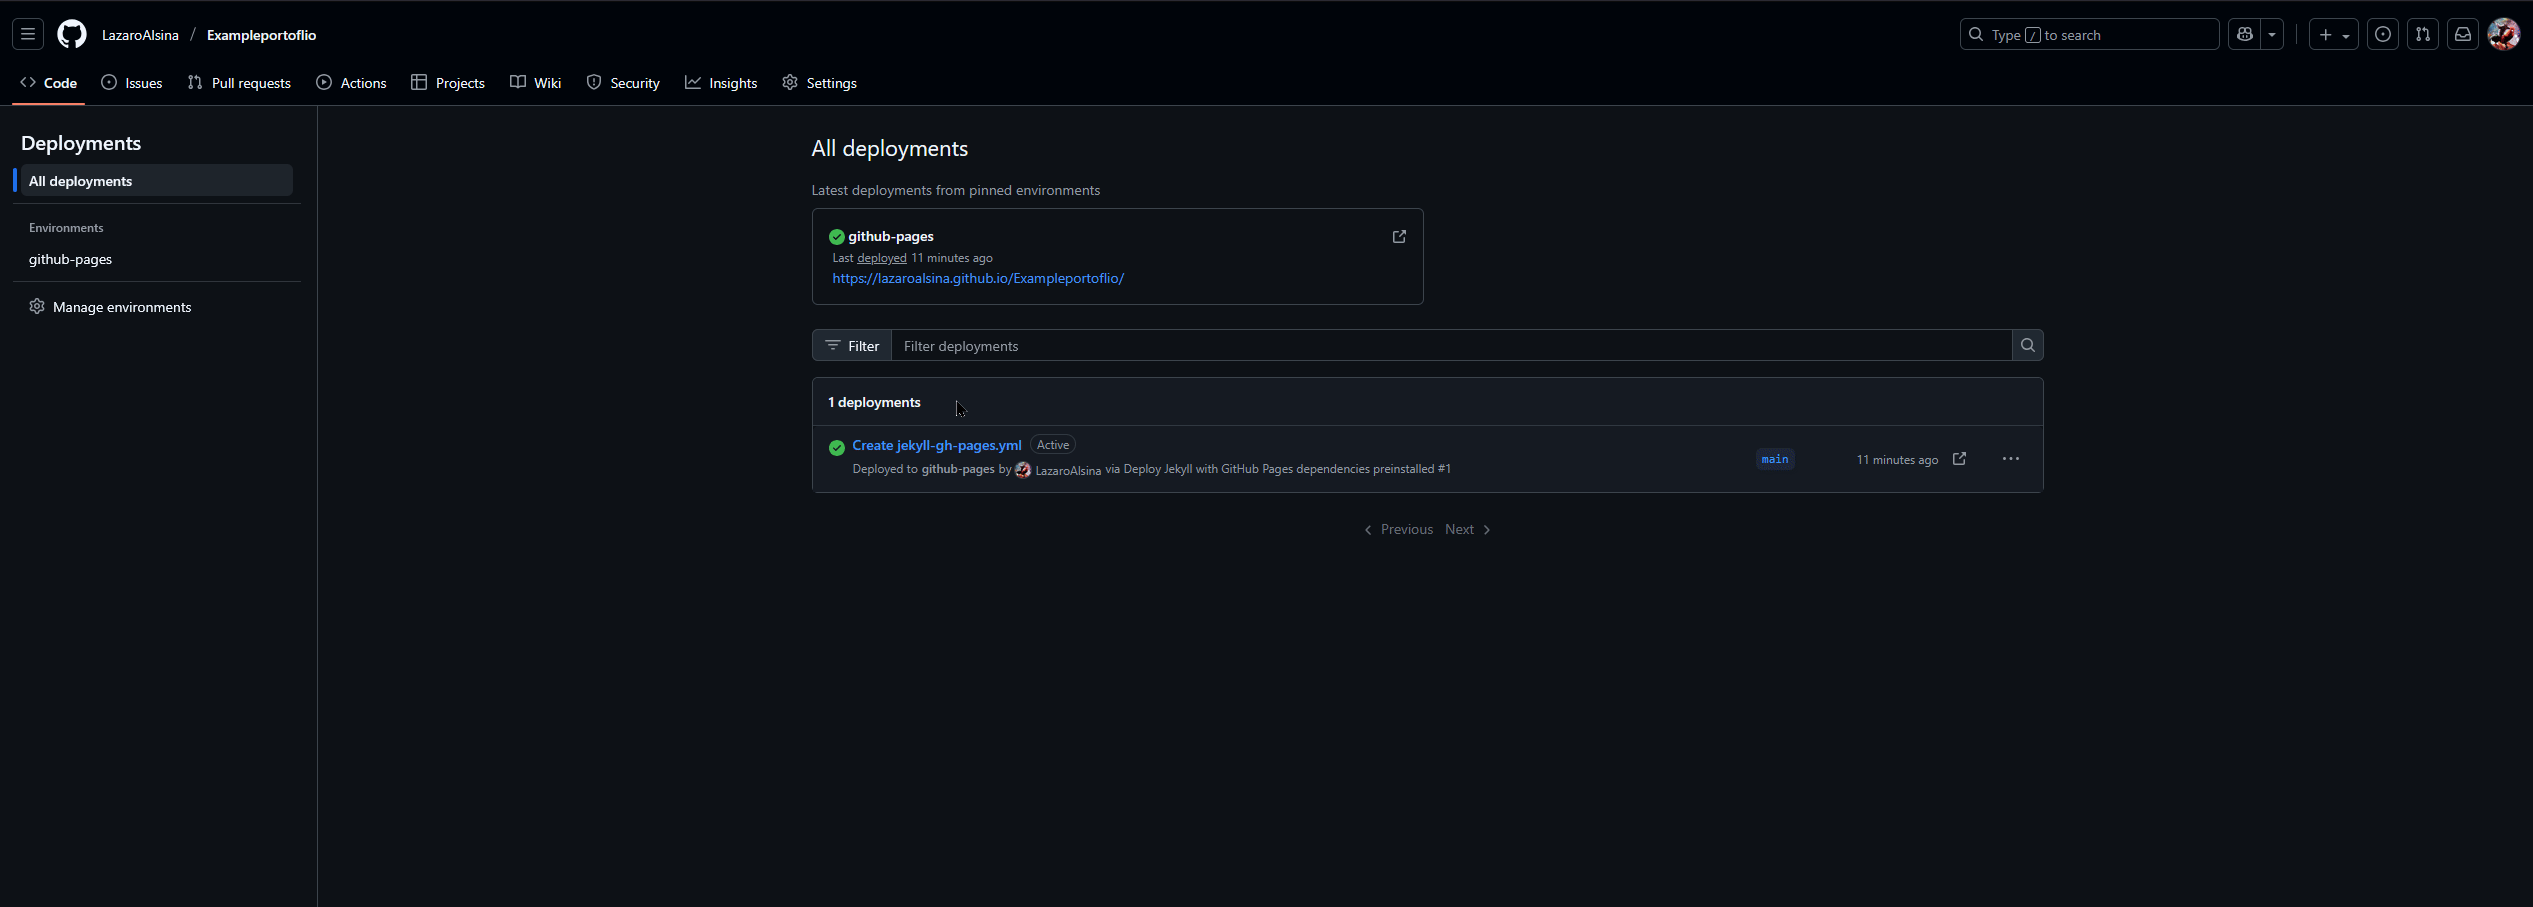 LazaroAlsina / Exampleportoflio
Type / to search
Code Issues Pull requests Actions Projects Wiki Security Insights Settings
Deployments
All deployments
Environments
github-pages
Manage environments
All deployments
Latest deployments from pinned environments
github-pages
Last deployed 11 minutes ago
https://lazaroalsina.github.io/Exampleportoflio/
Filter Filter deployments
1 deployments
Create jekyll-gh-pages.yml Active
Deployed to github-pages by LazaroAlsina via Deploy Jekyll with GitHub Pages dependencies preinstalled #1
main 11 minutes ago
Previous Next